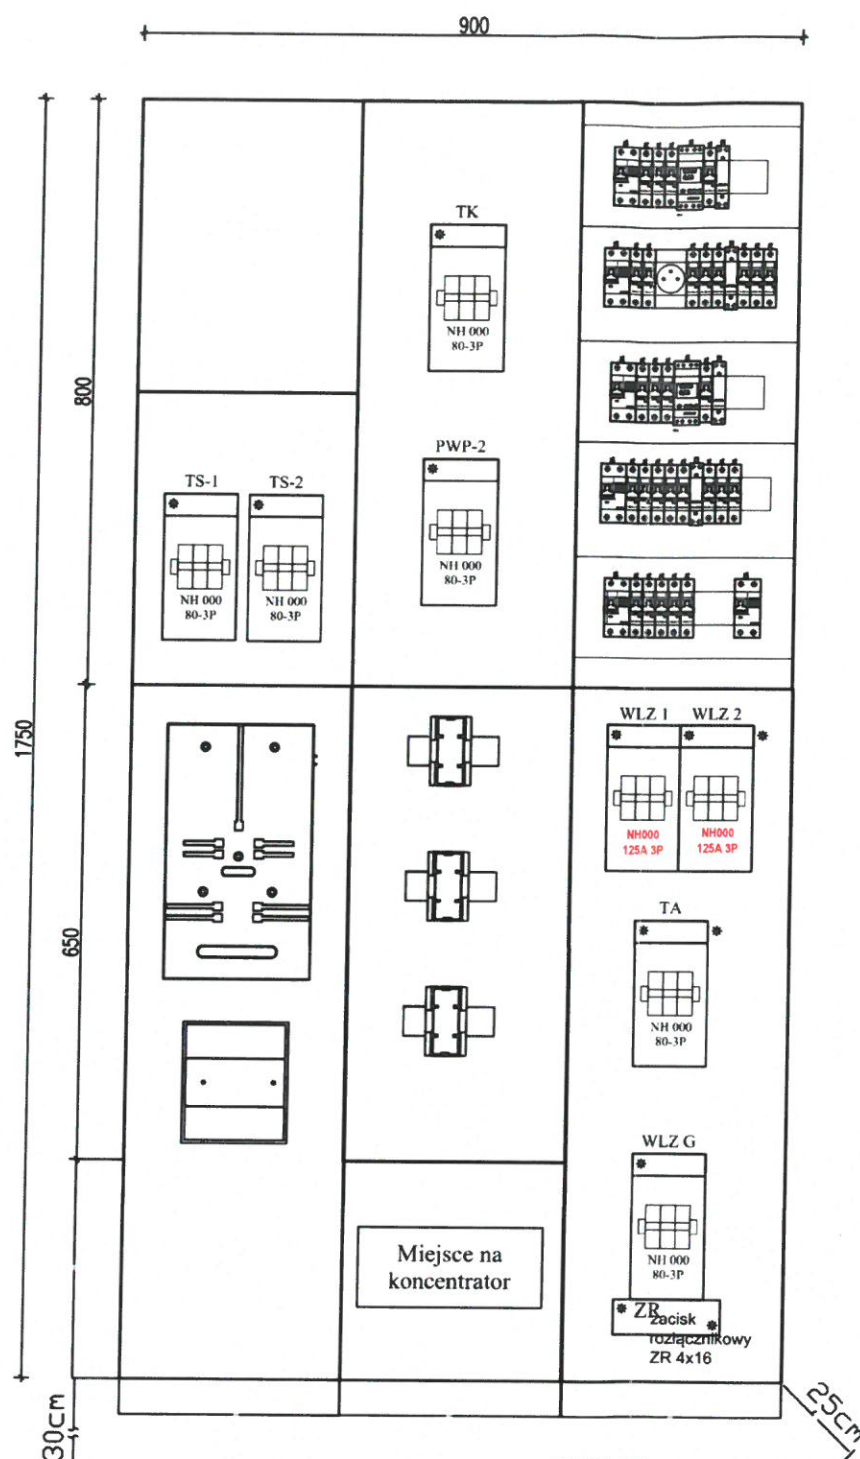 900
1750
800
650
30cm
25cm
TK
NH 000
80-3P
PWP-2
NH 000
80-3P
TS-1
TS-2
NH 000
80-3P
NH 000
80-3P
WLZ 1
WLZ 2
NH000
125A 3P
NH000
125A 3P
TA
NH 000
80-3P
WLZ G
NH 000
80-3P
ZR
zacisk
rozłącznikowy
ZR 4x16
Miejsce na
koncentrator